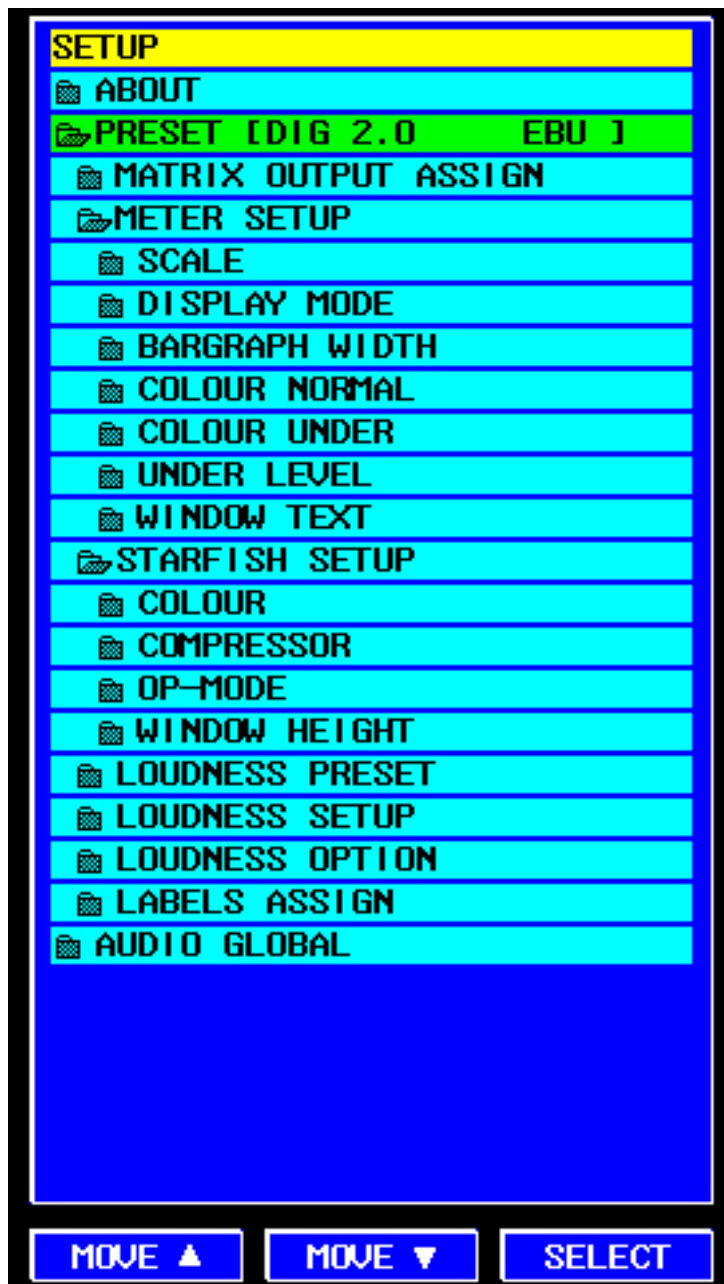 SETUP
ABOUT
PRESET [DIG 2.0 EBU ]
MATRIX OUTPUT ASSIGN
METER SETUP
SCALE
DISPLAY MODE
BARGRAPH WIDTH
COLOUR NORMAL
COLOUR UNDER
UNDER LEVEL
WINDOW TEXT
STARFISH SETUP
COLOUR
COMPRESSOR
OP-MODE
WINDOW HEIGHT
LOUDNESS PRESET
LOUDNESS SETUP
LOUDNESS OPTION
LABELS ASSIGN
AUDIO GLOBAL
MOVE ▲ MOVE ▼ SELECT